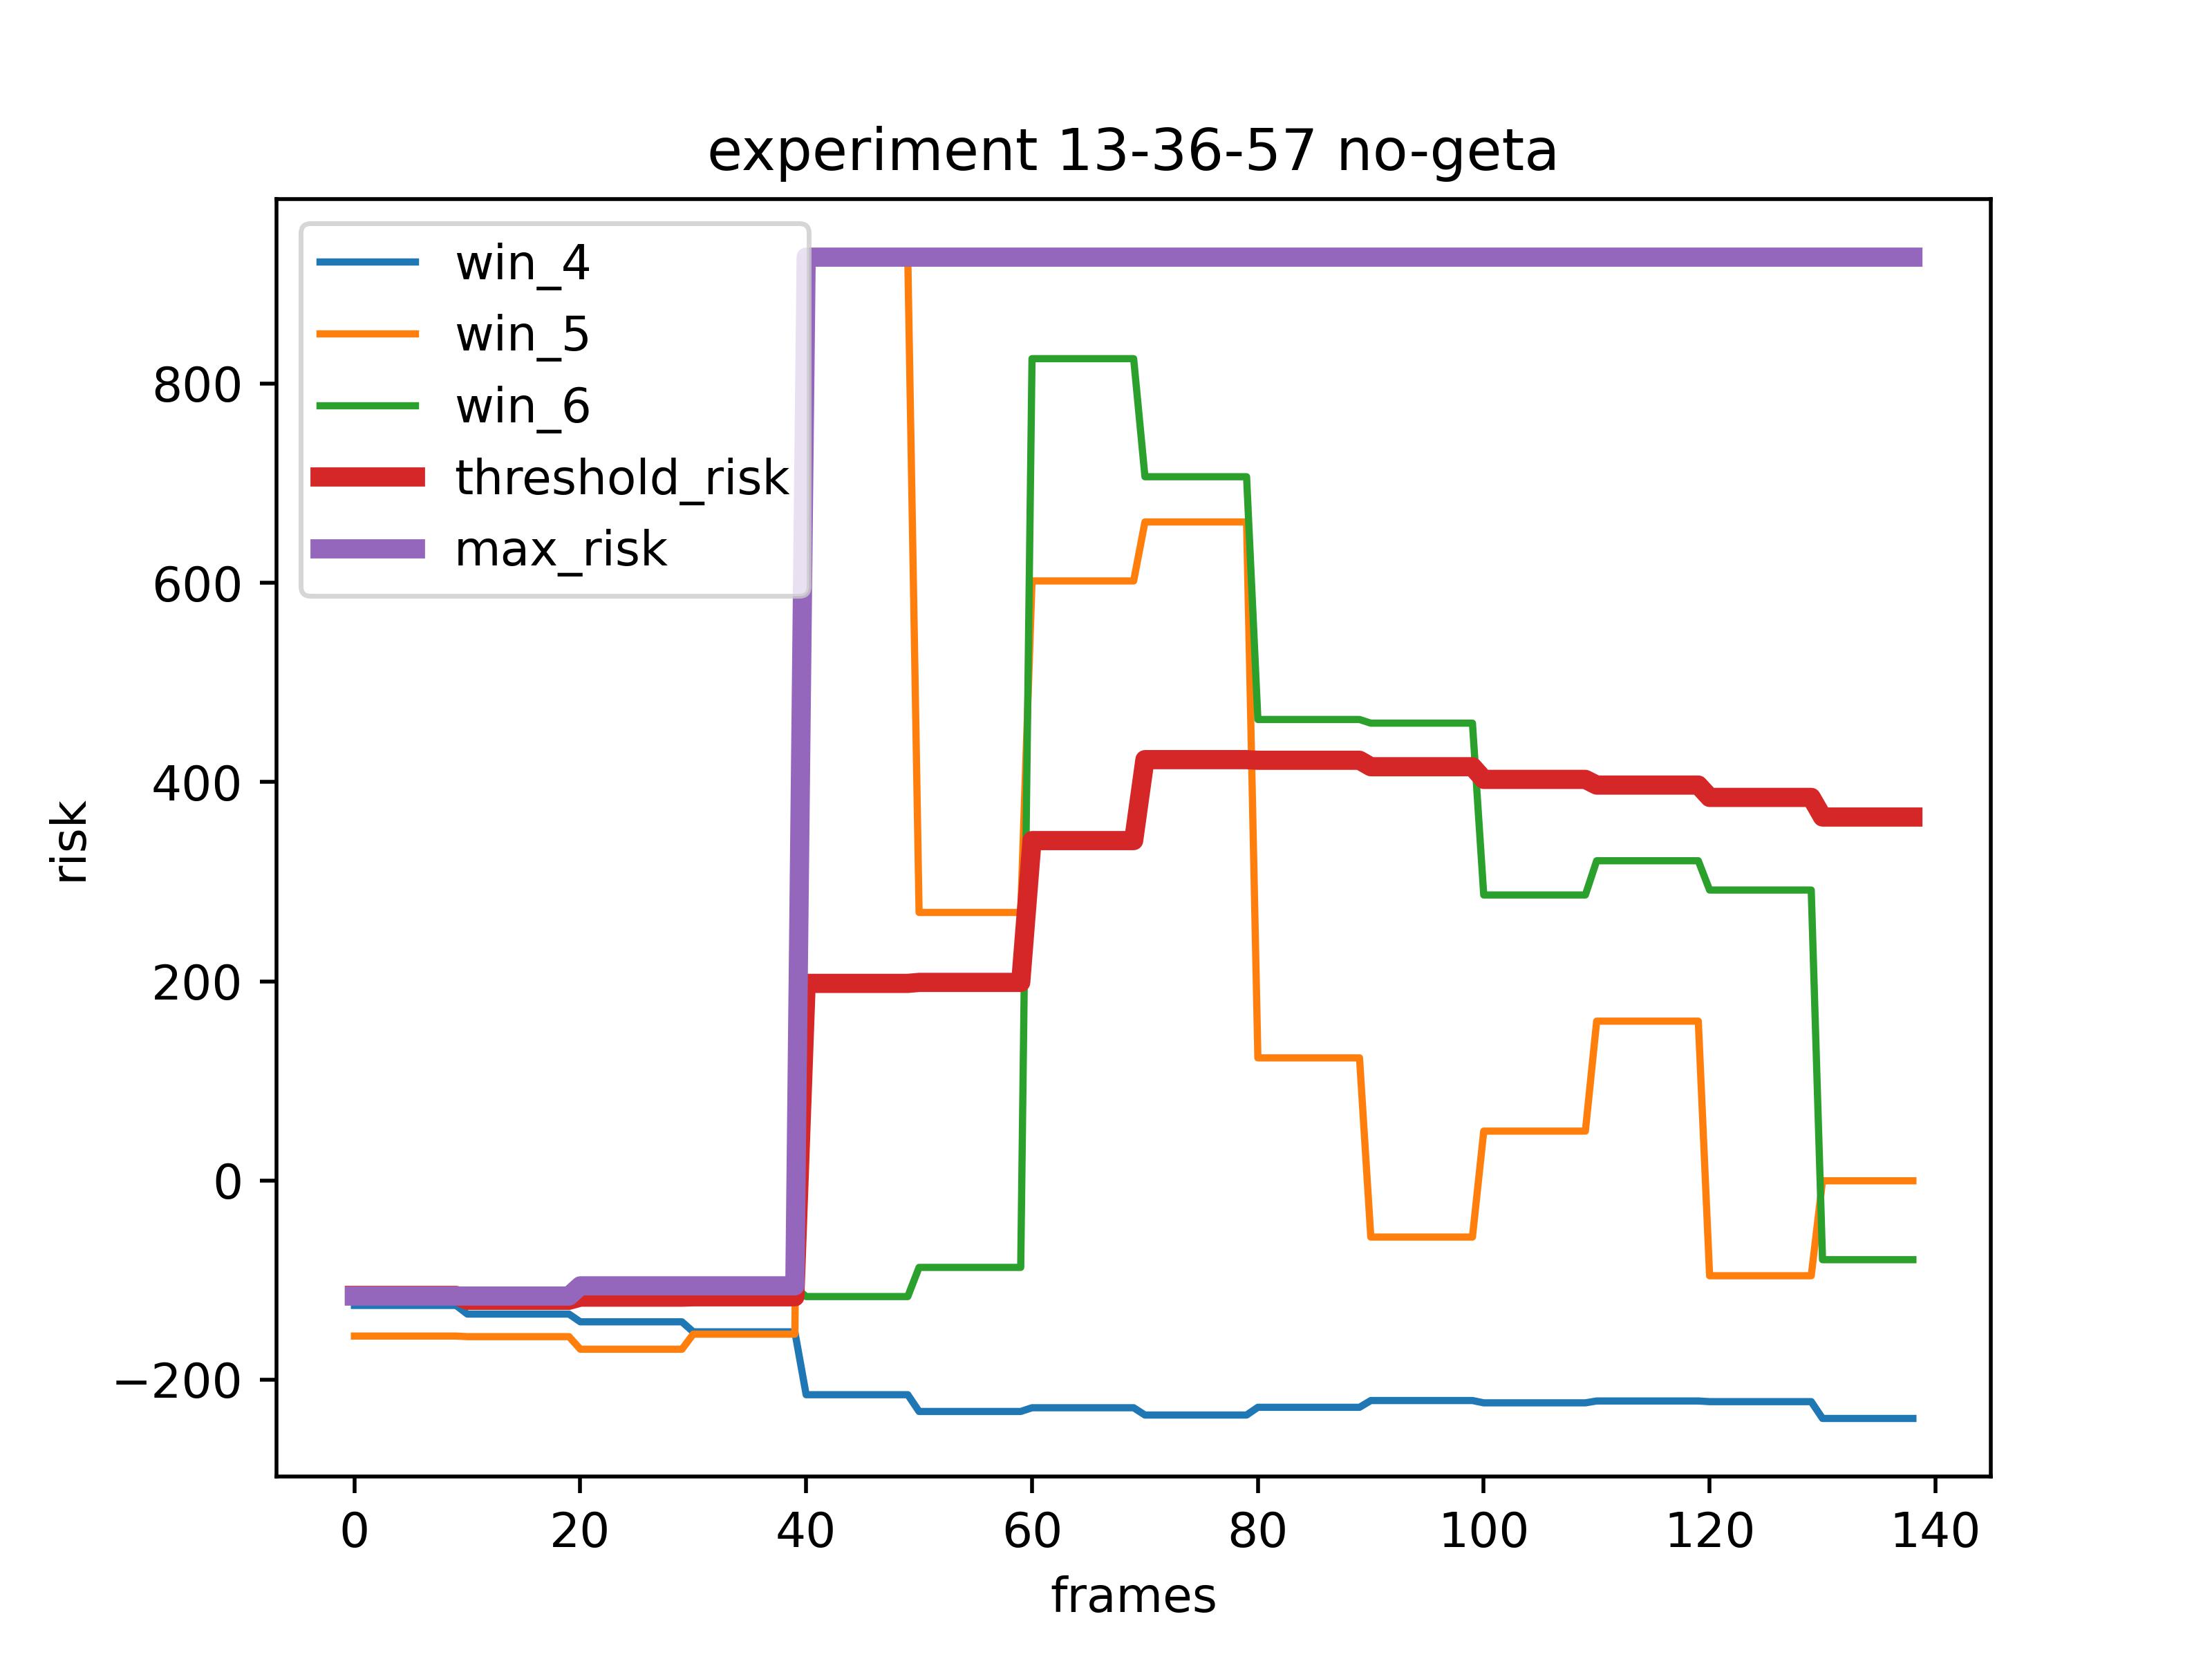 experiment 13-36-57 no-geta
win_4
win_5
win_6
threshold_risk
max_risk
800
600
400
200
0
−200
risk
0 20 40 60 80 100 120 140
frames